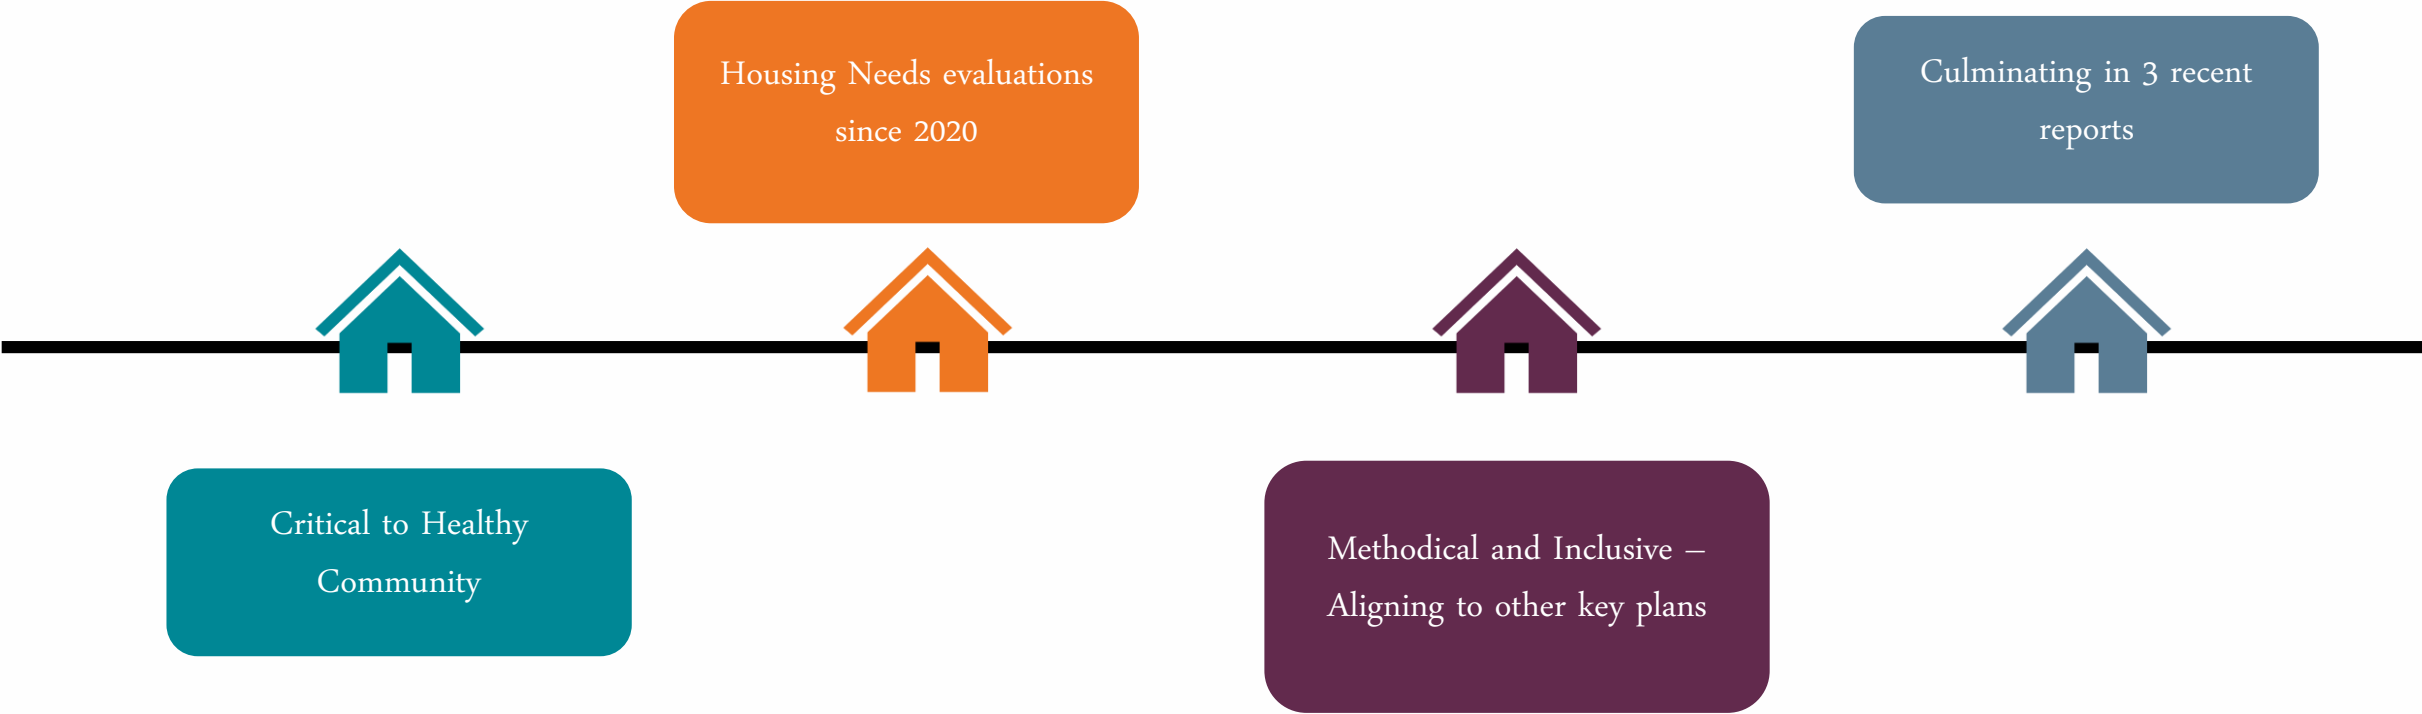 Critical to Healthy
Community
Housing Needs evaluations
since 2020
Methodical and Inclusive –
Aligning to other key plans
Culminating in 3 recent
reports